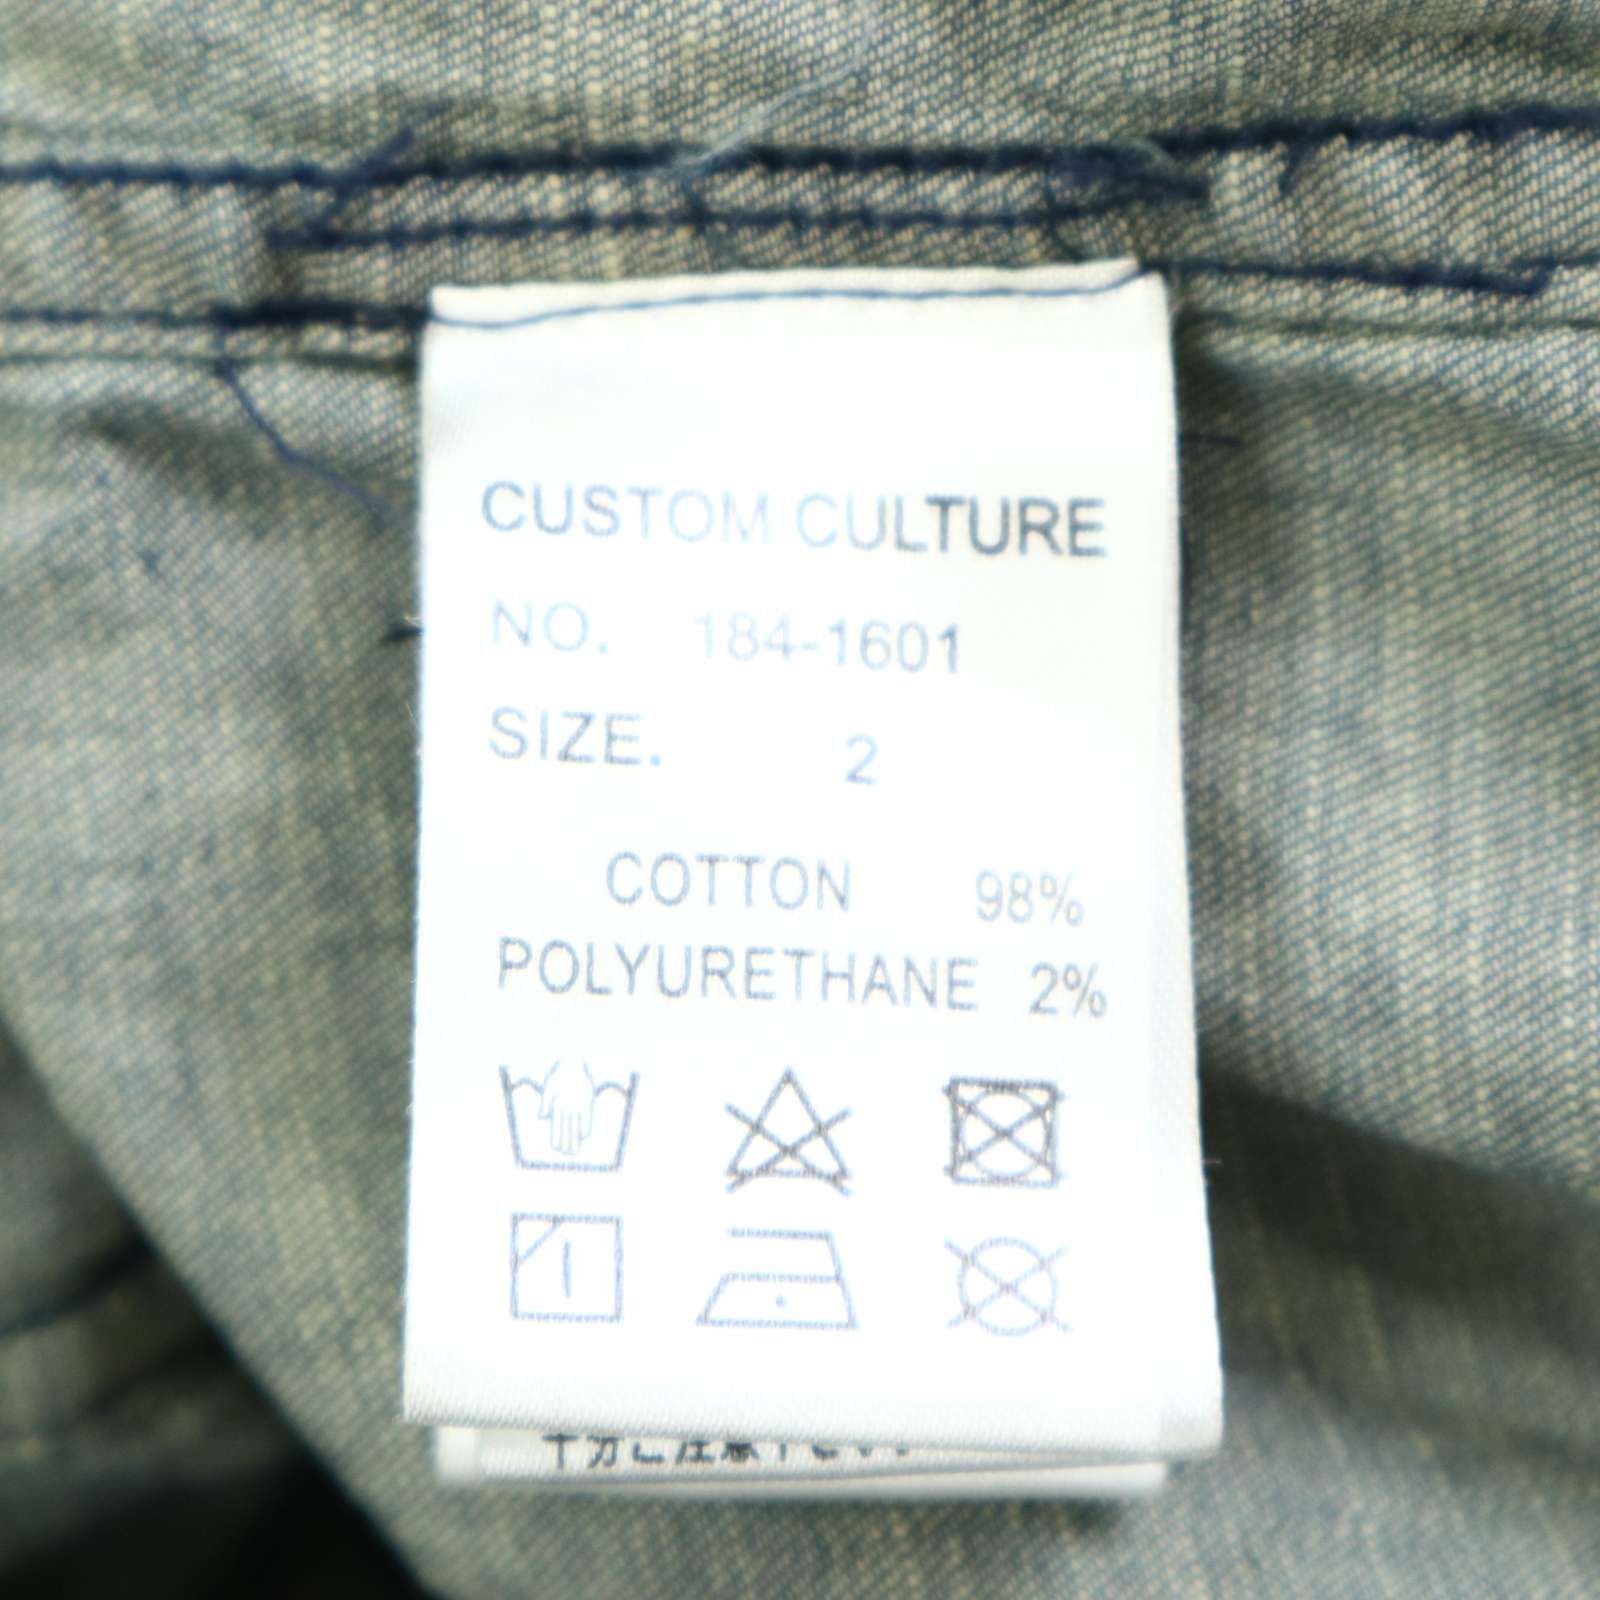 CUSTOM CULTURE
NO. 184-1601
SIZE. 2
COTTON 98%
POLYURETHANE 2%